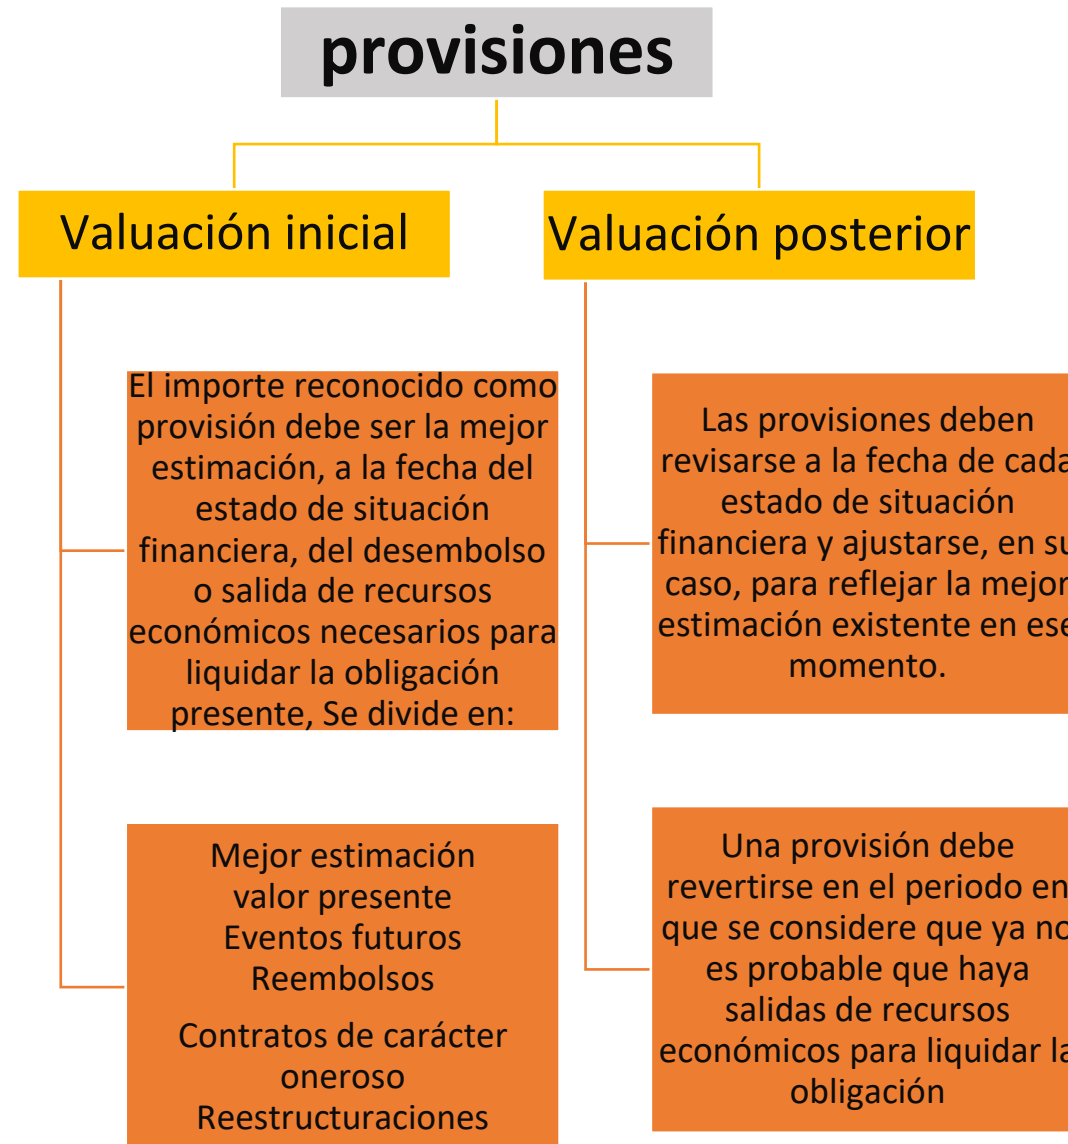 provisiones
Valuación inicial
El importe reconocido como
provisión debe ser la mejor
estimación, a la fecha del
estado de situación
financiera, del desembolso
o salida de recursos
económicos necesarios para
liquidar la obligación
presente, Se divide en:
Mejor estimación
valor presente
Eventos futuros
Reembolsos
Contratos de carácter
oneroso
Reestructuraciones
Valuación posterior
Las provisiones deben
revisarse a la fecha de cada
estado de situación
financiera y ajustarse, en su
caso, para reflejar la mejor
estimación existente en ese
momento.
Una provisión debe
revertirse en el periodo en
que se considere que ya no
es probable que haya
salidas de recursos
económicos para liquidar la
obligación